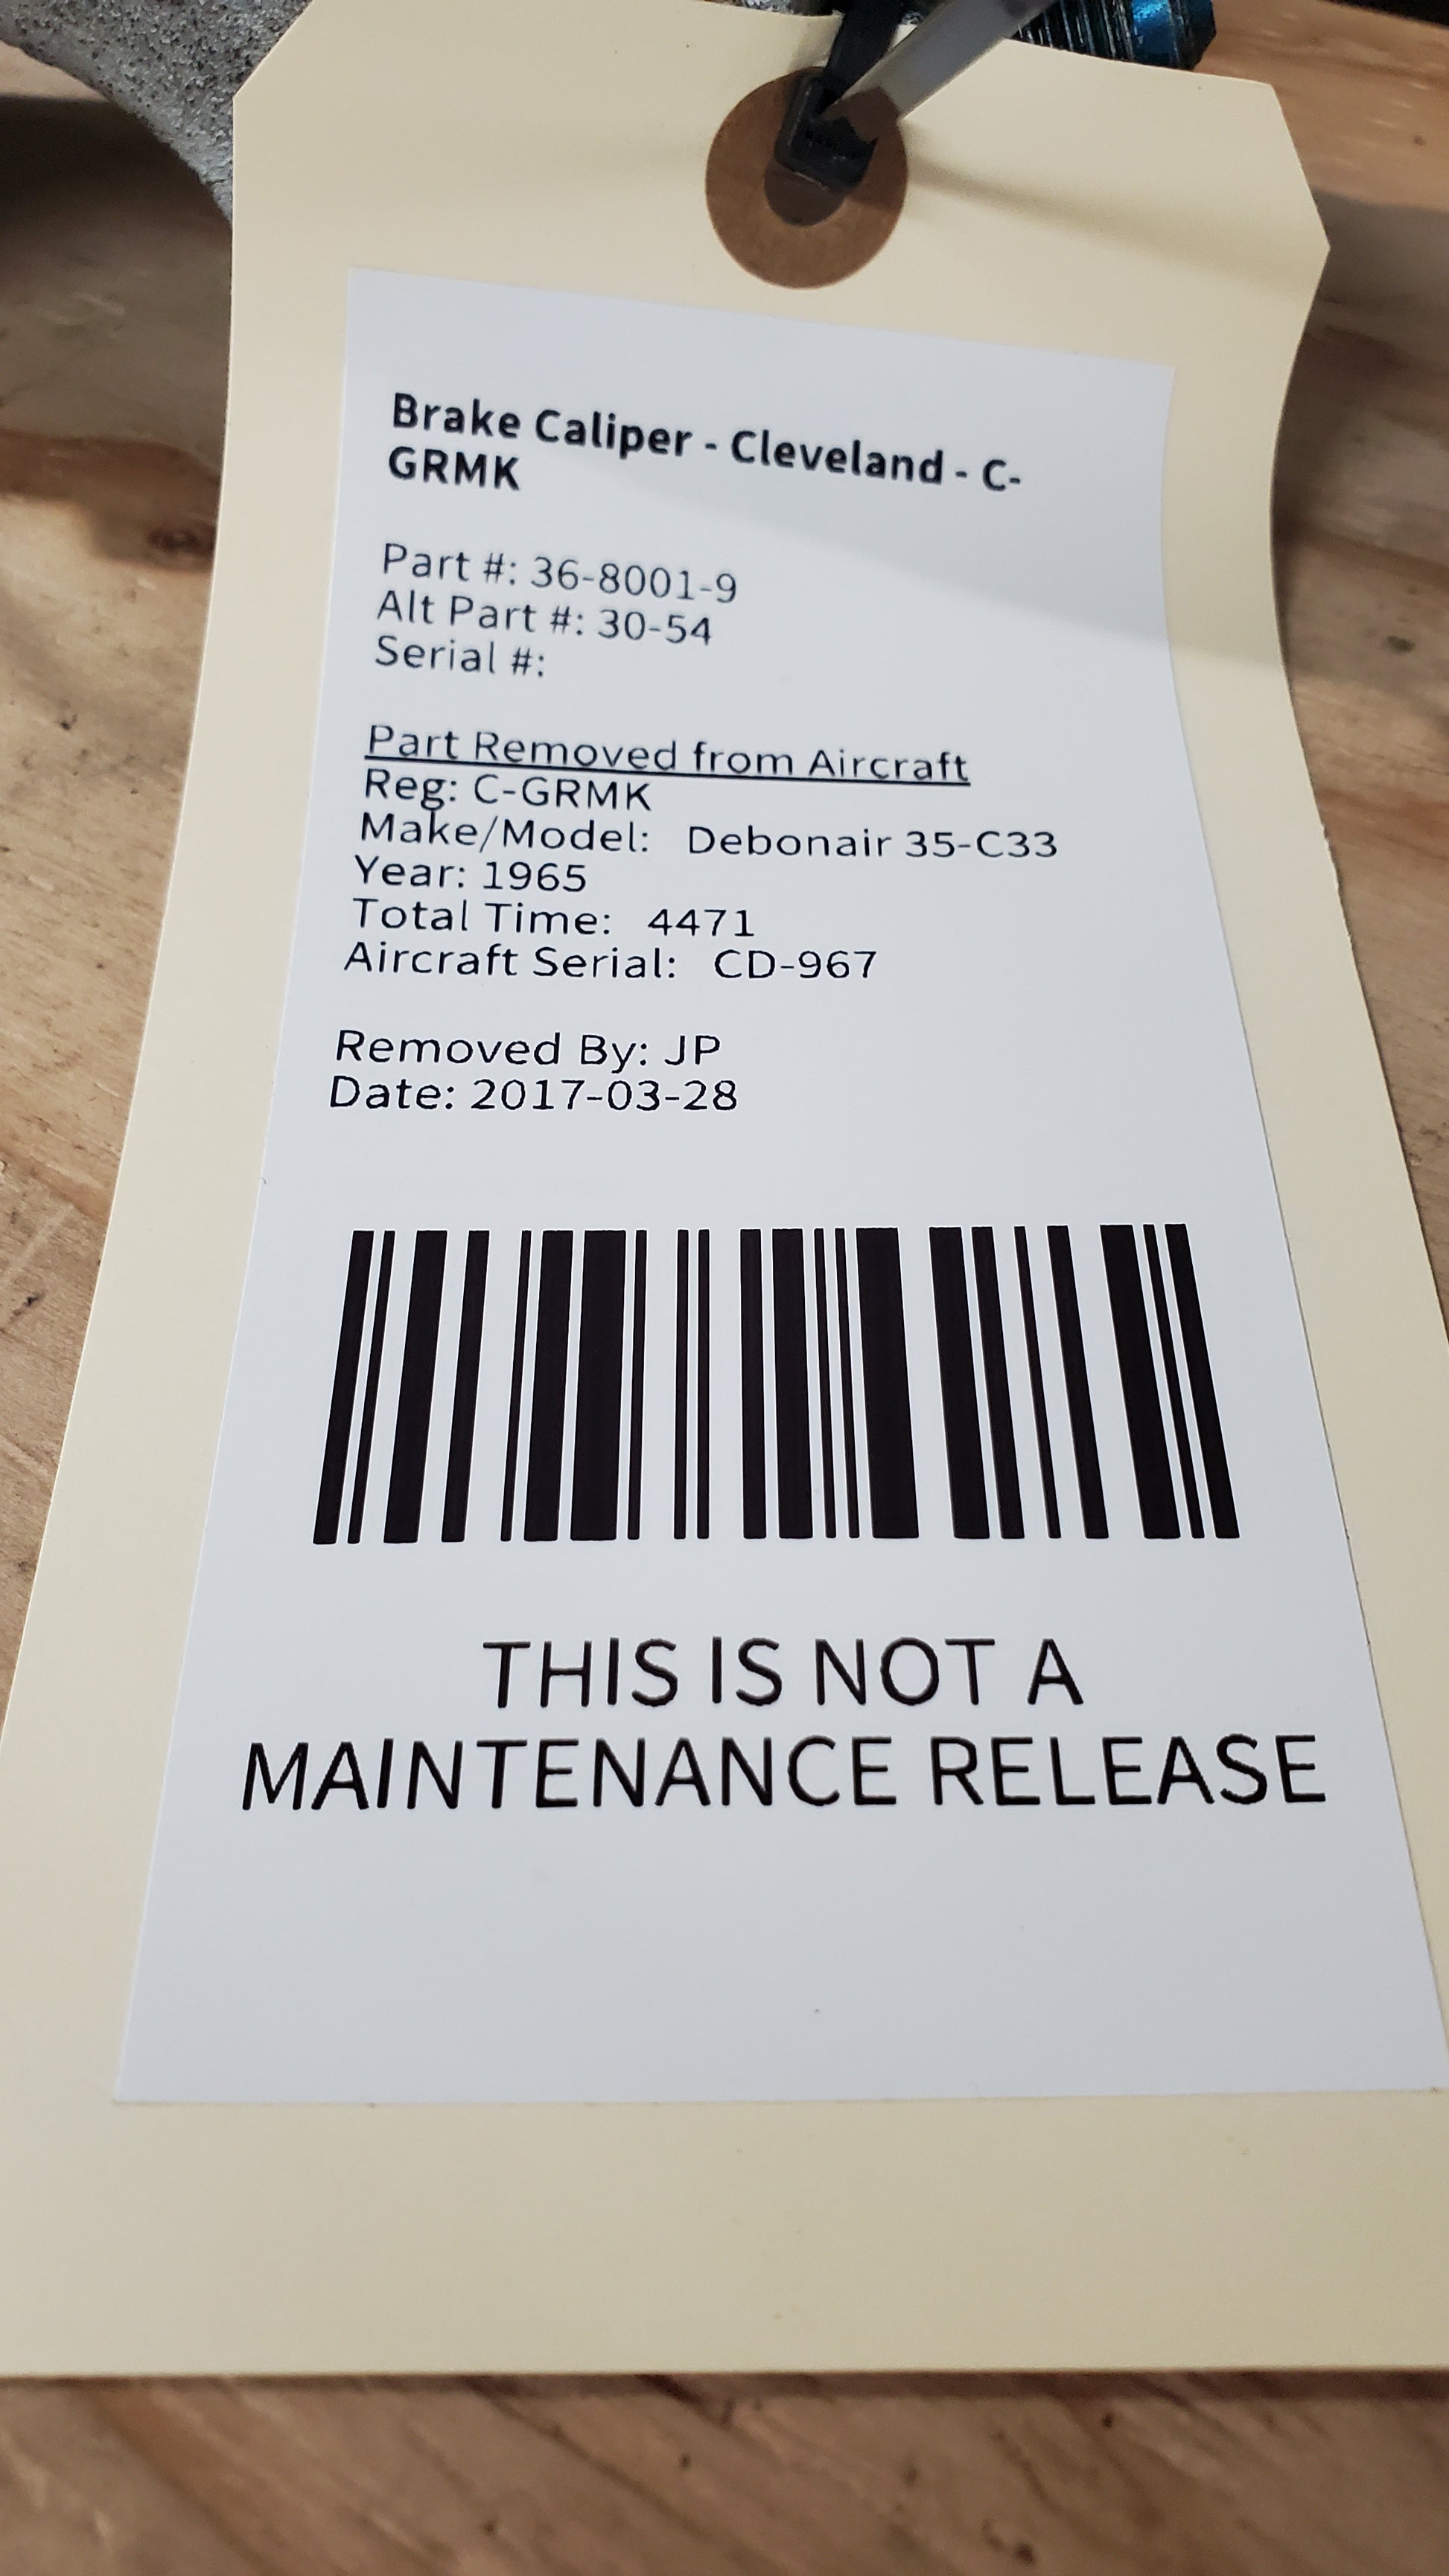 Brake Caliper - Cleveland - C-
GRMK
Part #: 36-8001-9
Alt Part #: 30-54
Serial #:
Part Removed from Aircraft
Reg: C-GRMK
Make/Model: Debonair 35-C33
Year: 1965
Total Time: 4471
Aircraft Serial: CD-967
Removed By: JP
Date: 2017-03-28
THIS IS NOT A
MAINTENANCE RELEASE